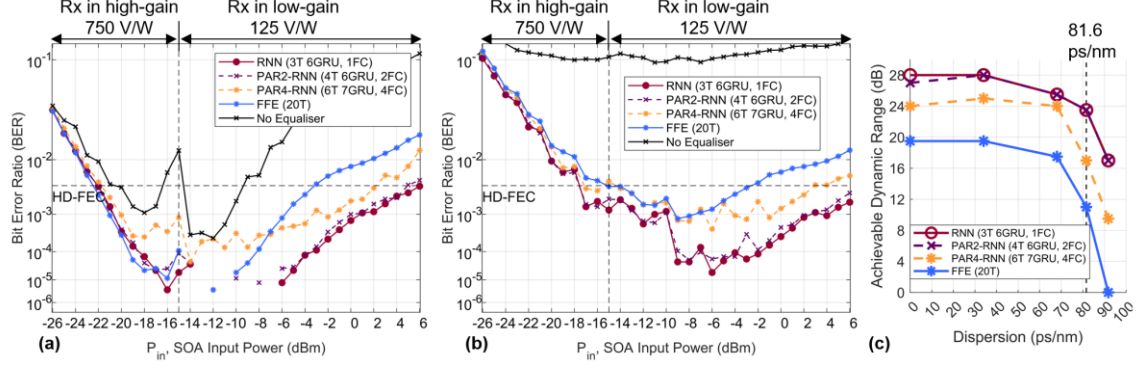 Rx in high-gain
750 V/W
Rx in low-gain
125 V/W
10⁻¹
10⁻²
10⁻³
10⁻⁴
10⁻⁵
10⁻⁶
Bit Error Ratio (BER)
HD-FEC
RNN (3T 6GRU, 1FC)
PAR2-RNN (4T 6GRU, 2FC)
PAR4-RNN (6T 7GRU, 4FC)
FFE (20T)
No Equaliser
-26 -24 -22 -20 -18 -16 -14 -12 -10 -8 -6 -4 -2 0 2 4 6
(a)
P_in, SOA Input Power (dBm)
Rx in high-gain
750 V/W
Rx in low-gain
125 V/W
10⁻¹
10⁻²
10⁻³
10⁻⁴
10⁻⁵
10⁻⁶
Bit Error Ratio (BER)
HD-FEC
RNN (3T 6GRU, 1FC)
PAR2-RNN (4T 6GRU, 2FC)
PAR4-RNN (6T 7GRU, 4FC)
FFE (20T)
No Equaliser
-26 -24 -22 -20 -18 -16 -14 -12 -10 -8 -6 -4 -2 0 2 4 6
(b)
P_in, SOA Input Power (dBm)
81.6
ps/nm
32
28
24
20
16
12
8
4
0
Achievable Dynamic Range (dB)
RNN (3T 6GRU, 1FC)
PAR2-RNN (4T 6GRU, 2FC)
PAR4-RNN (6T 7GRU, 4FC)
FFE (20T)
0 10 20 30 40 50 60 70 80 90 100
(c)
Dispersion (ps/nm)